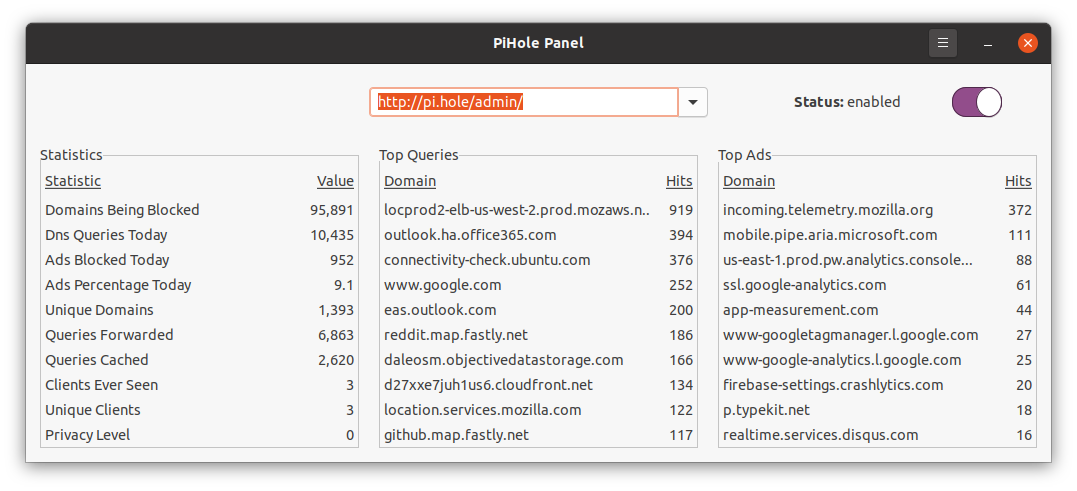 PiHole Panel
http://pi.hole/admin/
Status: enabled
Statistics
Statistic Value
Domains Being Blocked 95,891
Dns Queries Today 10,435
Ads Blocked Today 952
Ads Percentage Today 9.1
Unique Domains 1,393
Queries Forwarded 6,863
Queries Cached 2,620
Clients Ever Seen 3
Unique Clients 3
Privacy Level 0
Top Queries
Domain Hits
locprod2-elb-us-west-2.prod.mozaws.n.. 919
outlook.ha.office365.com 394
connectivity-check.ubuntu.com 376
www.google.com 252
eas.outlook.com 200
reddit.map.fastly.net 186
daleosm.objectivedatastorage.com 166
d27xxe7juh1us6.cloudfront.net 134
location.services.mozilla.com 122
github.map.fastly.net 117
Top Ads
Domain Hits
incoming.telemetry.mozilla.org 372
mobile.pipe.aria.microsoft.com 111
us-east-1.prod.pw.analytics.console... 88
ssl.google-analytics.com 61
app-measurement.com 44
www-googletagmanager.l.google.com 27
www-google-analytics.l.google.com 25
firebase-settings.crashlytics.com 20
p.typekit.net 18
realtime.services.disqus.com 16